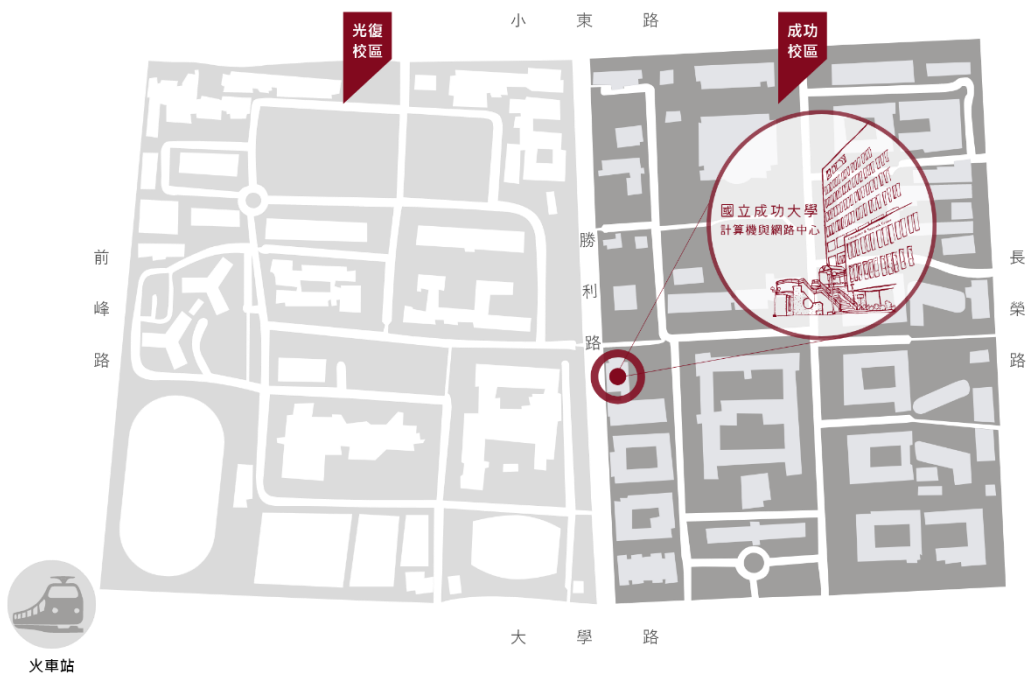 小東路
光復
校區
成功
校區
國立成功大學
計算機與網路中心
前峰路
勝利路
長榮路
大學路
火車站